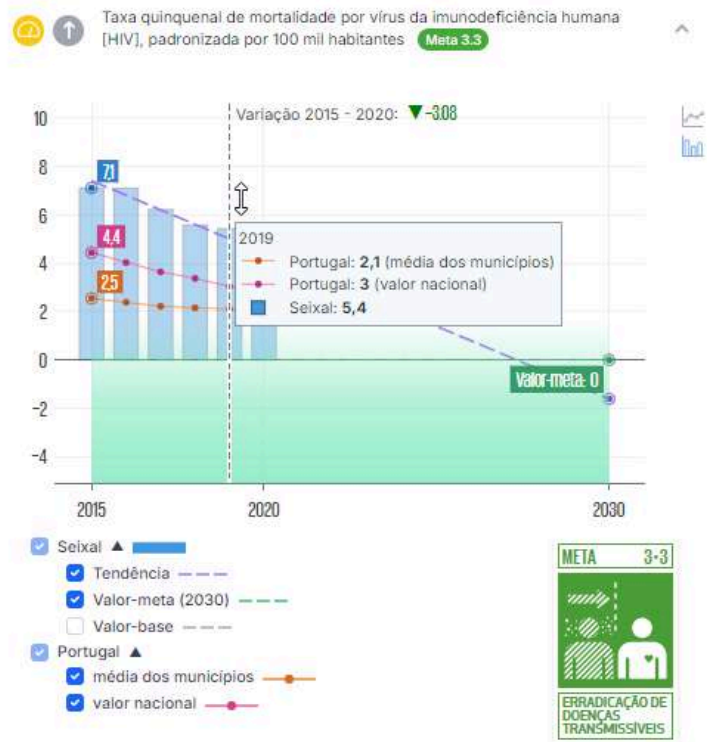 Taxa quinquenal de mortalidade por vírus da imunodeficiência humana
[HIV], padronizada por 100 mil habitantes Meta 3.3
Variação 2015 - 2020: ▼-3.08
10
8
6
4
2
0
-2
-4
7,1
4,4
2,5
2019
Portugal: 2,1 (média dos municípios)
Portugal: 3 (valor nacional)
Seixal: 5,4
Valor-meta: 0
2015
2020
2030
Seixal ▲
Tendência
Valor-meta (2030)
Valor-base
Portugal ▲
média dos municípios
valor nacional
META 3•3
ERRADICAÇÃO DE
DOENÇAS
TRANSMISSÍVEIS